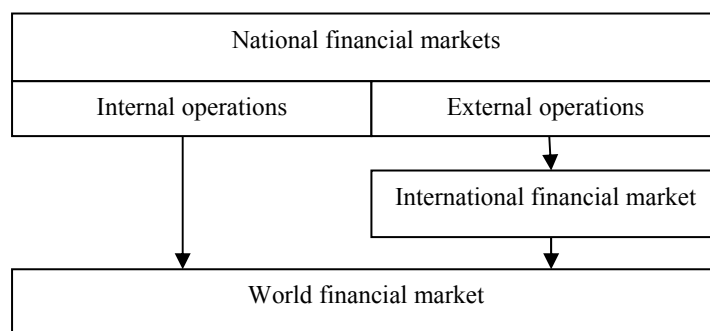 National financial markets
Internal operations
External operations
International financial market
World financial market